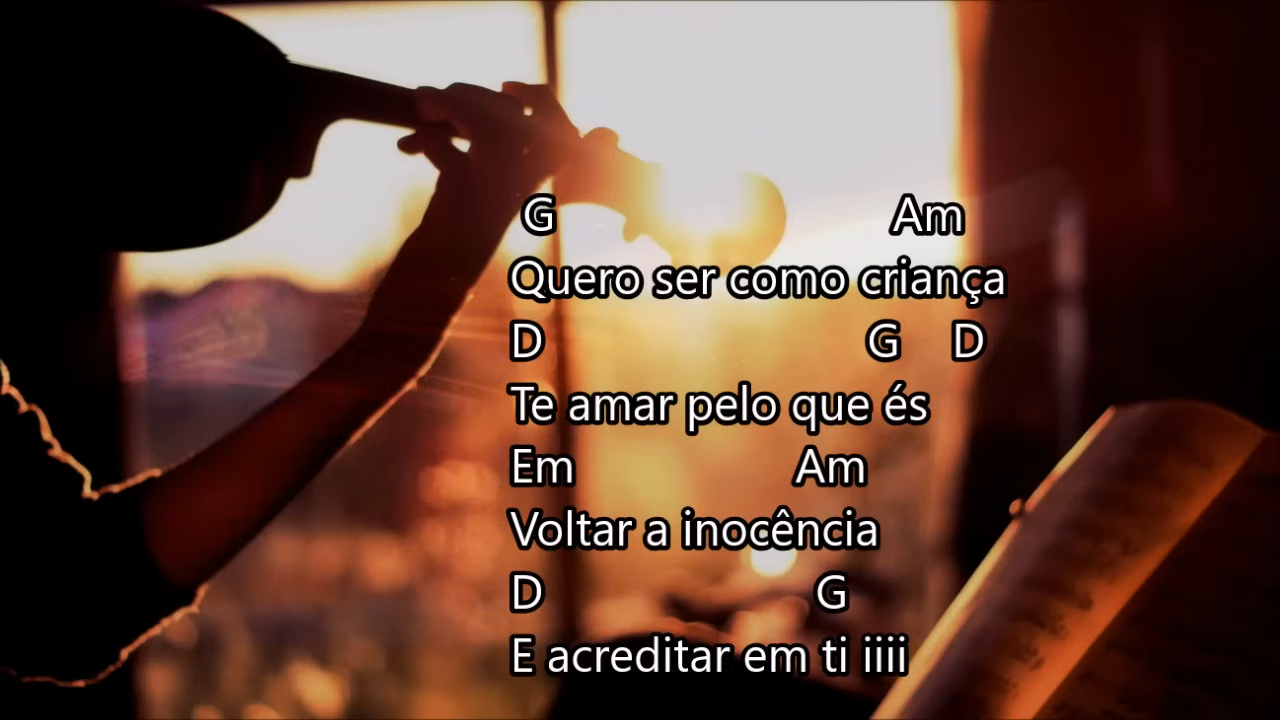 G Am
Quero ser como criança
D G D
Te amar pelo que és
Em Am
Voltar a inocência
D G
E acreditar em ti iiii